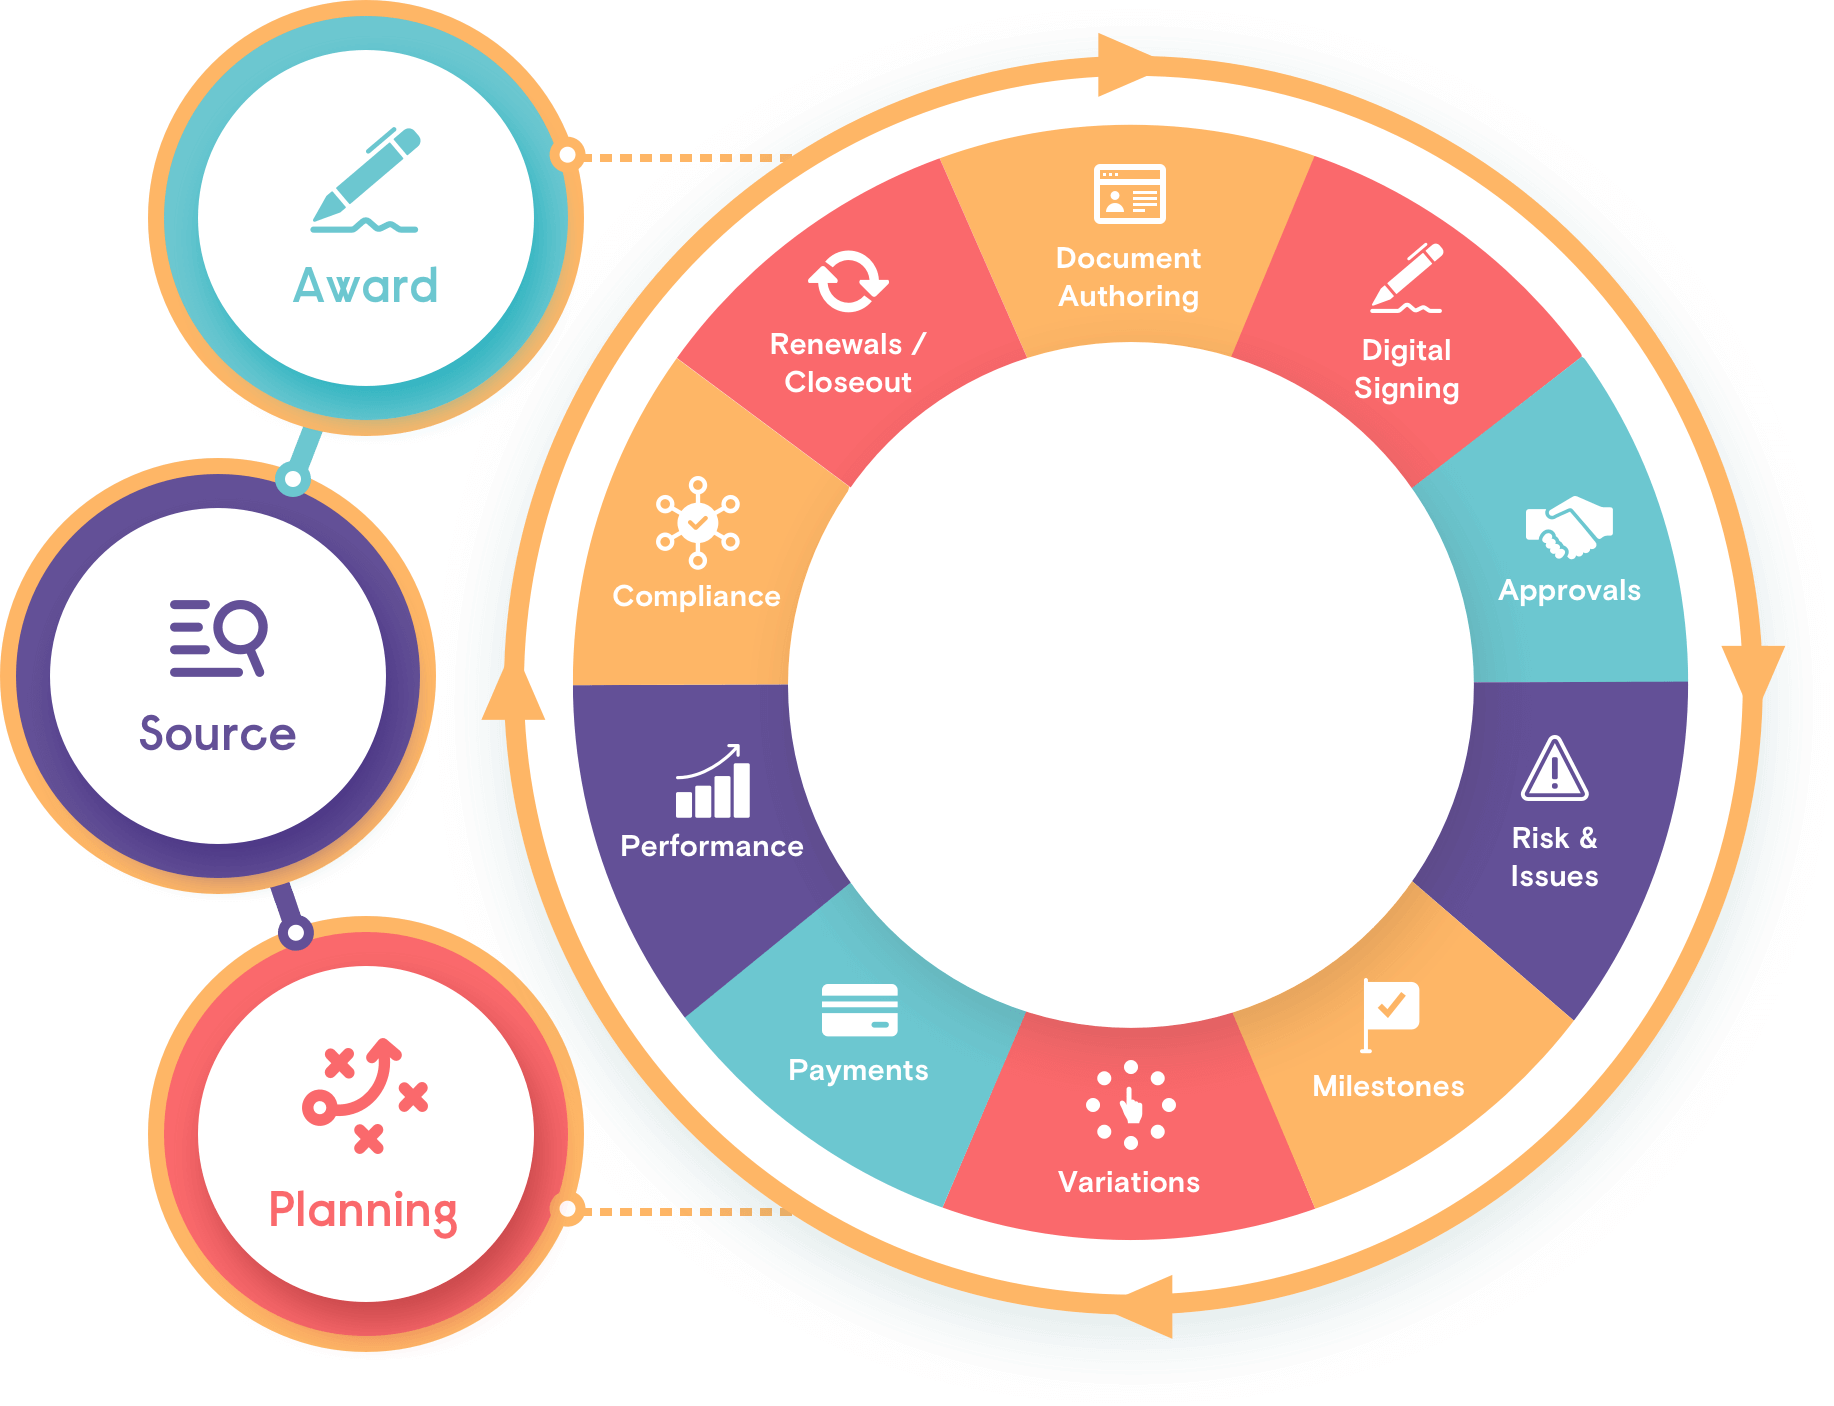 Award
Source
Planning
Document
Authoring
Digital
Signing
Approvals
Risk &
Issues
Milestones
Variations
Payments
Performance
Compliance
Renewals /
Closeout